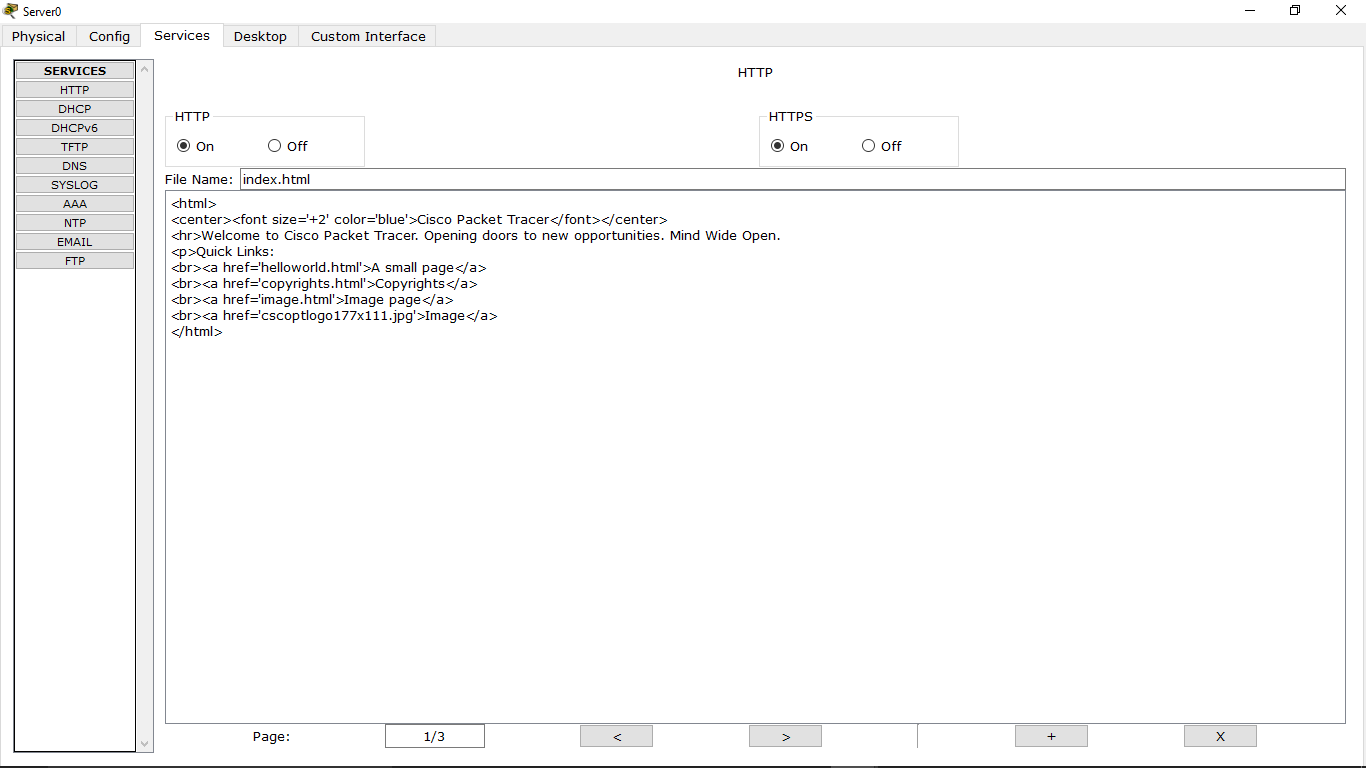 Server0
Physical Config Services Desktop Custom Interface
SERVICES
HTTP
DHCP
DHCPv6
TFTP
DNS
SYSLOG
AAA
NTP
EMAIL
FTP
HTTP
HTTP
On Off
HTTPS
On Off
File Name: index.html
<html>
<center><font size='+2' color='blue'>Cisco Packet Tracer</font></center>
<hr>Welcome to Cisco Packet Tracer. Opening doors to new opportunities. Mind Wide Open.
<p>Quick Links:
<br><a href='helloworld.html'>A small page</a>
<br><a href='copyrights.html'>Copyrights</a>
<br><a href='image.html'>Image page</a>
<br><a href='cscoptlogo177x111.jpg'>Image</a>
</html>
Page: 1/3 < > + X